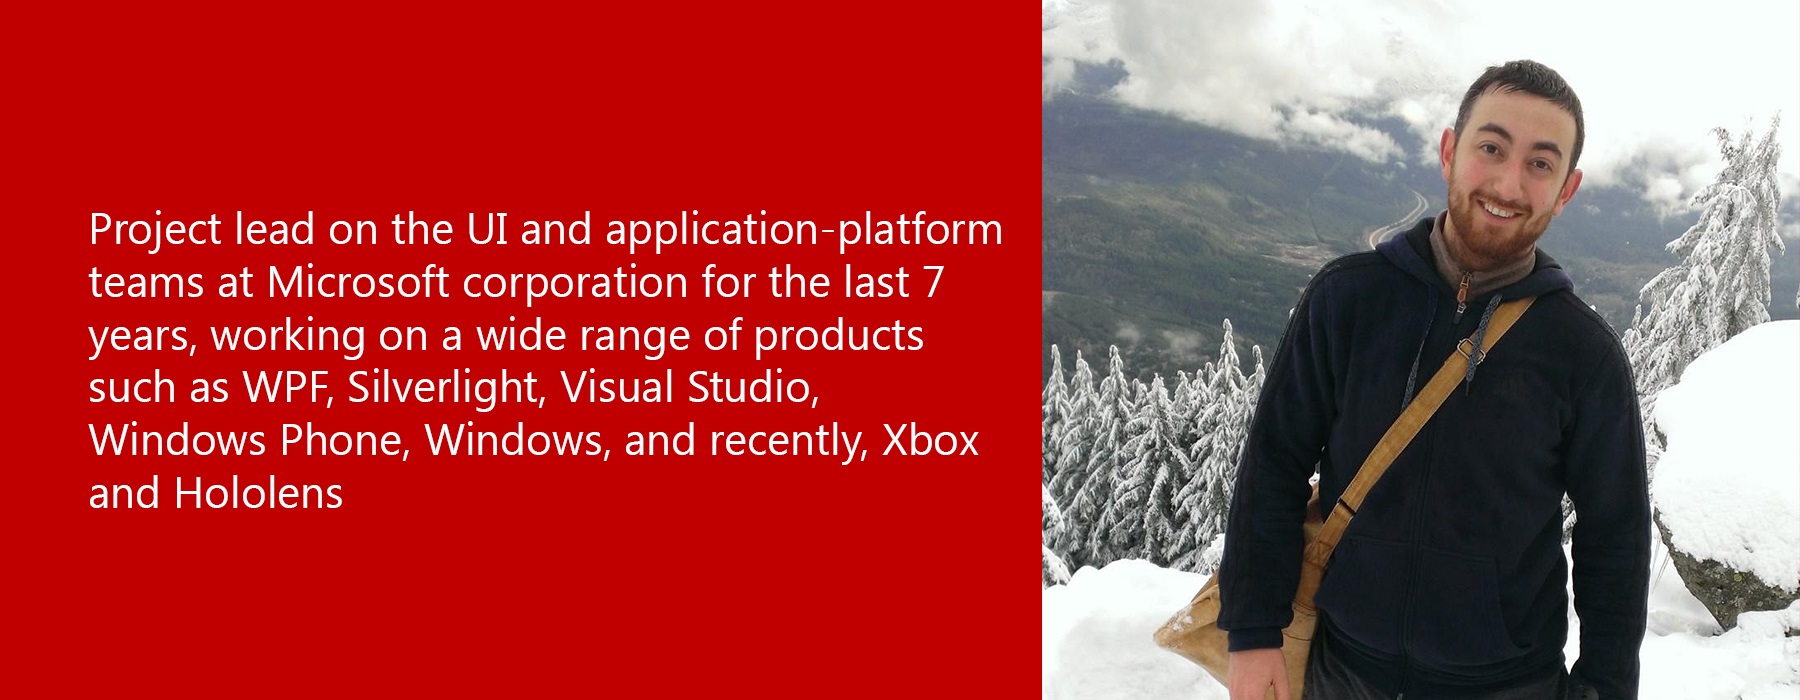 Project lead on the UI and application-platform
teams at Microsoft corporation for the last 7
years, working on a wide range of products
such as WPF, Silverlight, Visual Studio,
Windows Phone, Windows, and recently, Xbox
and Hololens